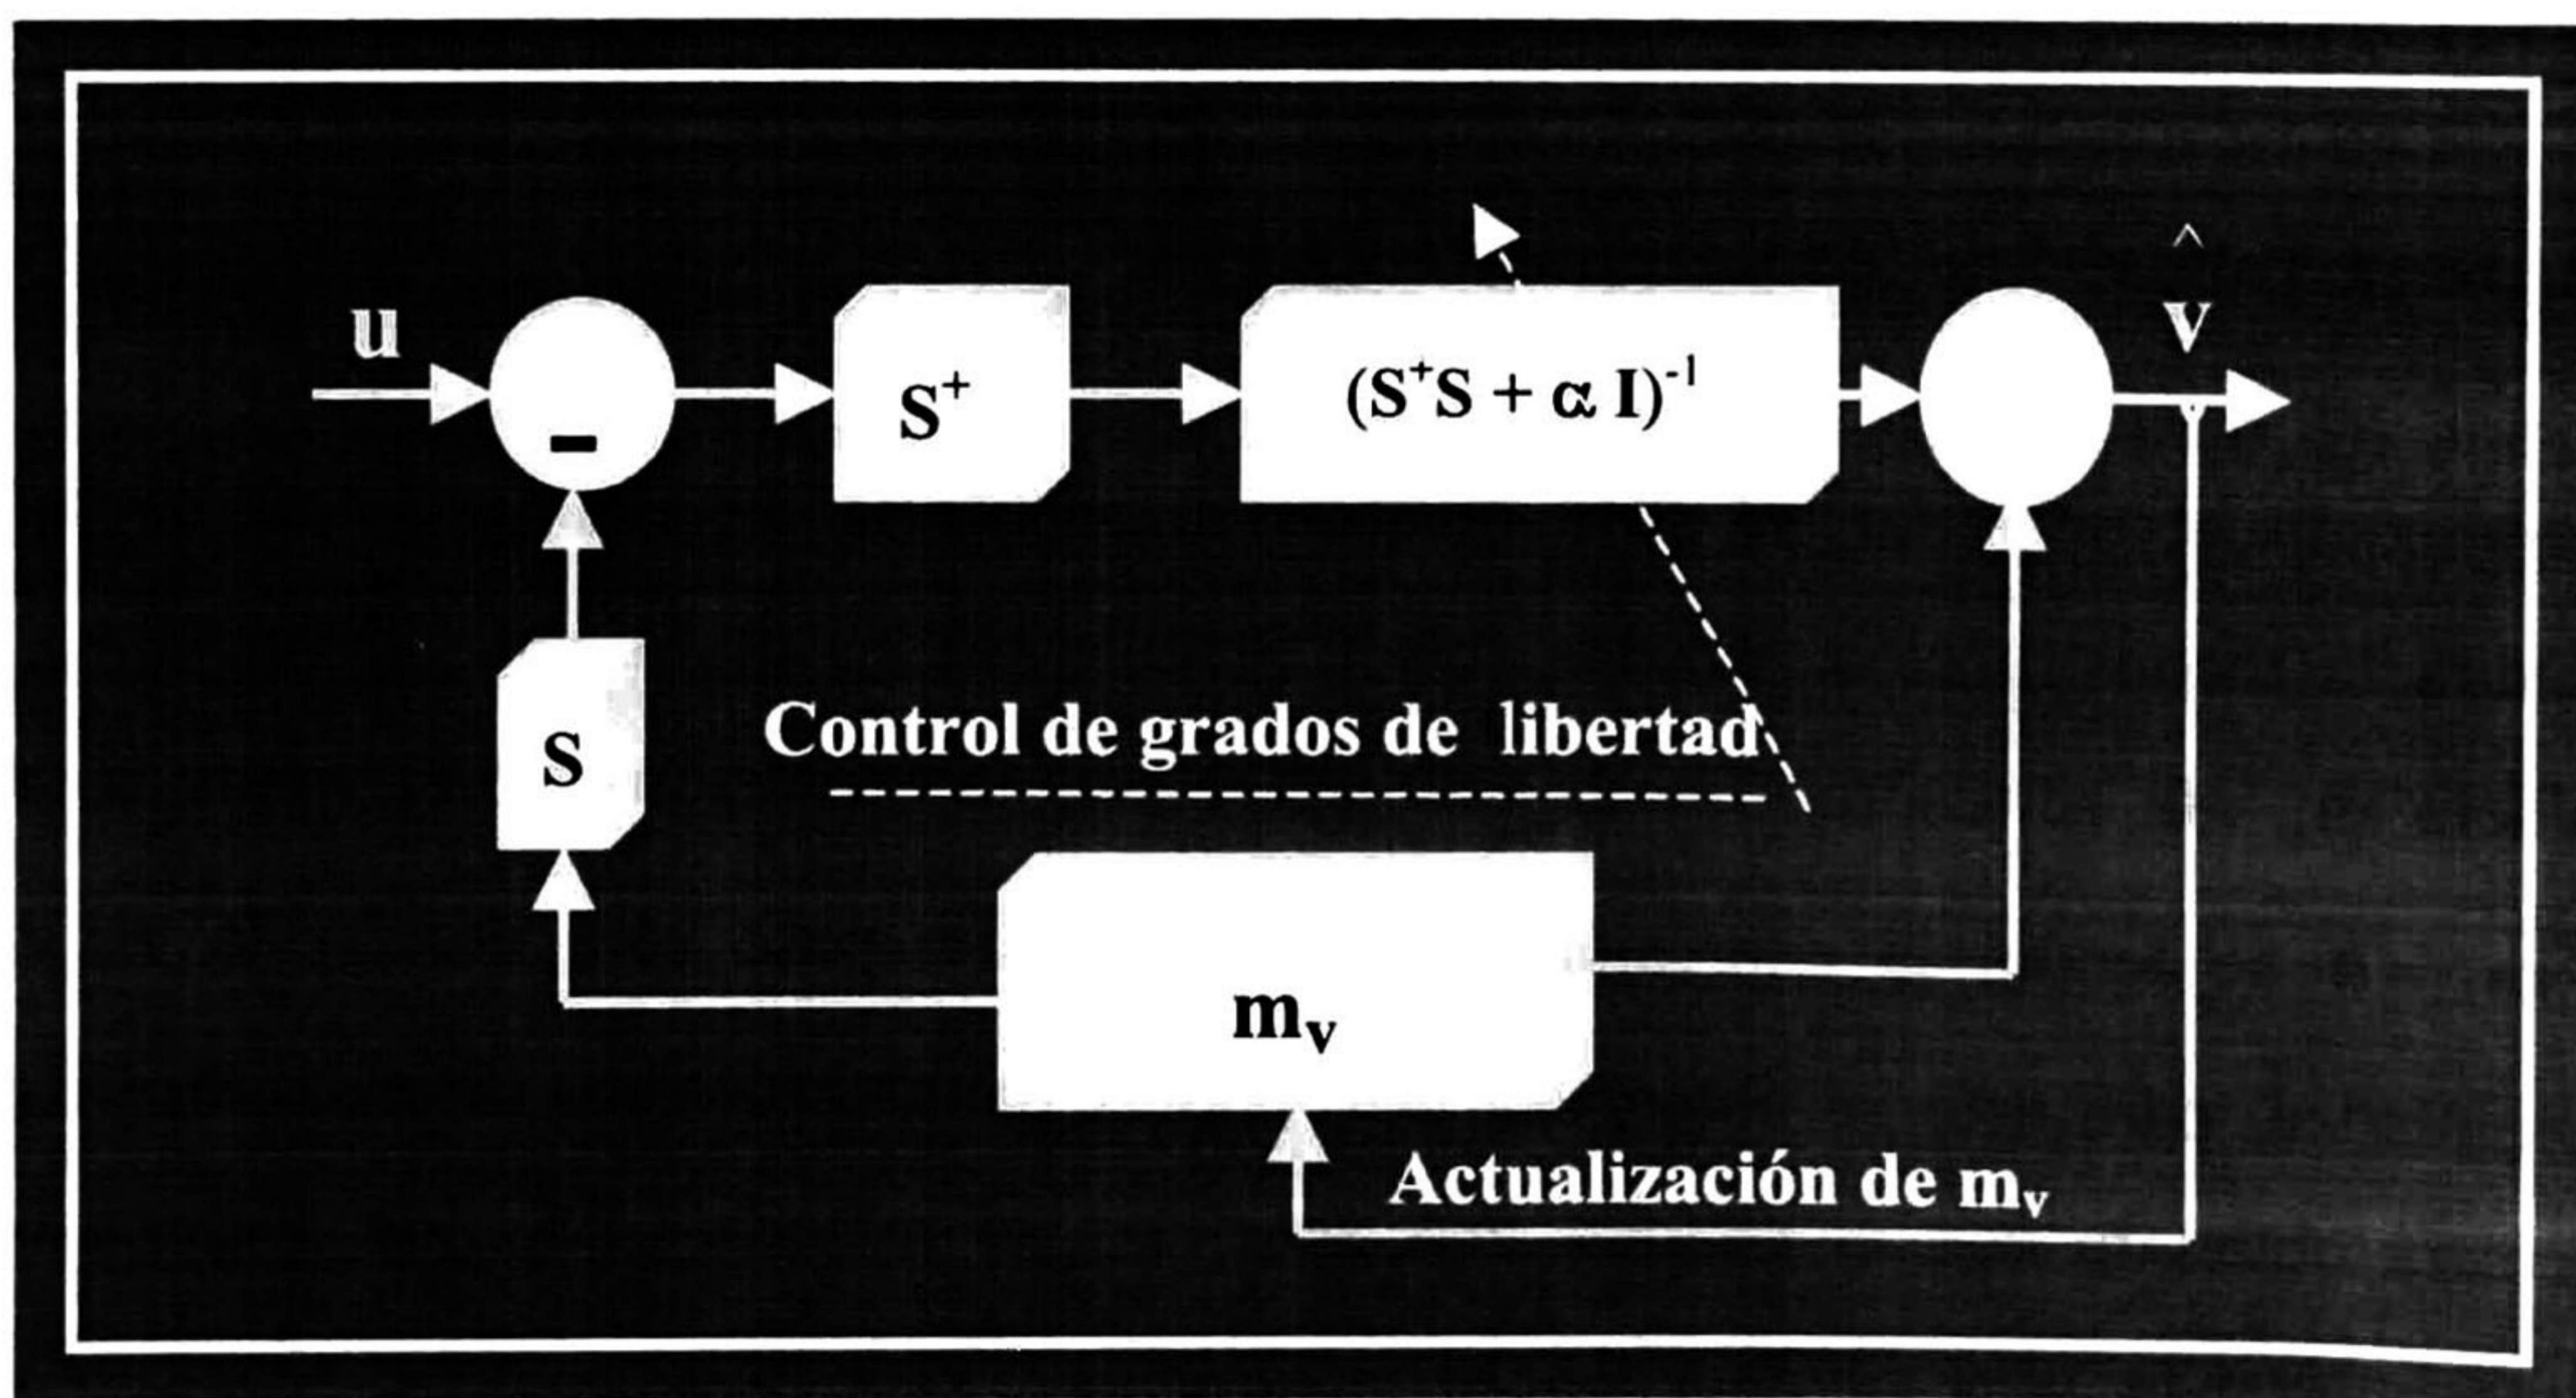 u
-
S⁺
(S⁺S + α I)⁻¹
v̂
S
Control de grados de libertad
mᵥ
Actualización de mᵥ